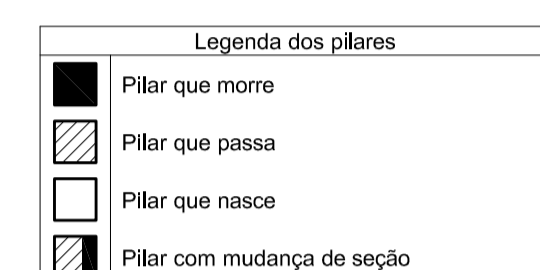 Legenda dos pilares
Pilar que morre
Pilar que passa
Pilar que nasce
Pilar com mudança de seção